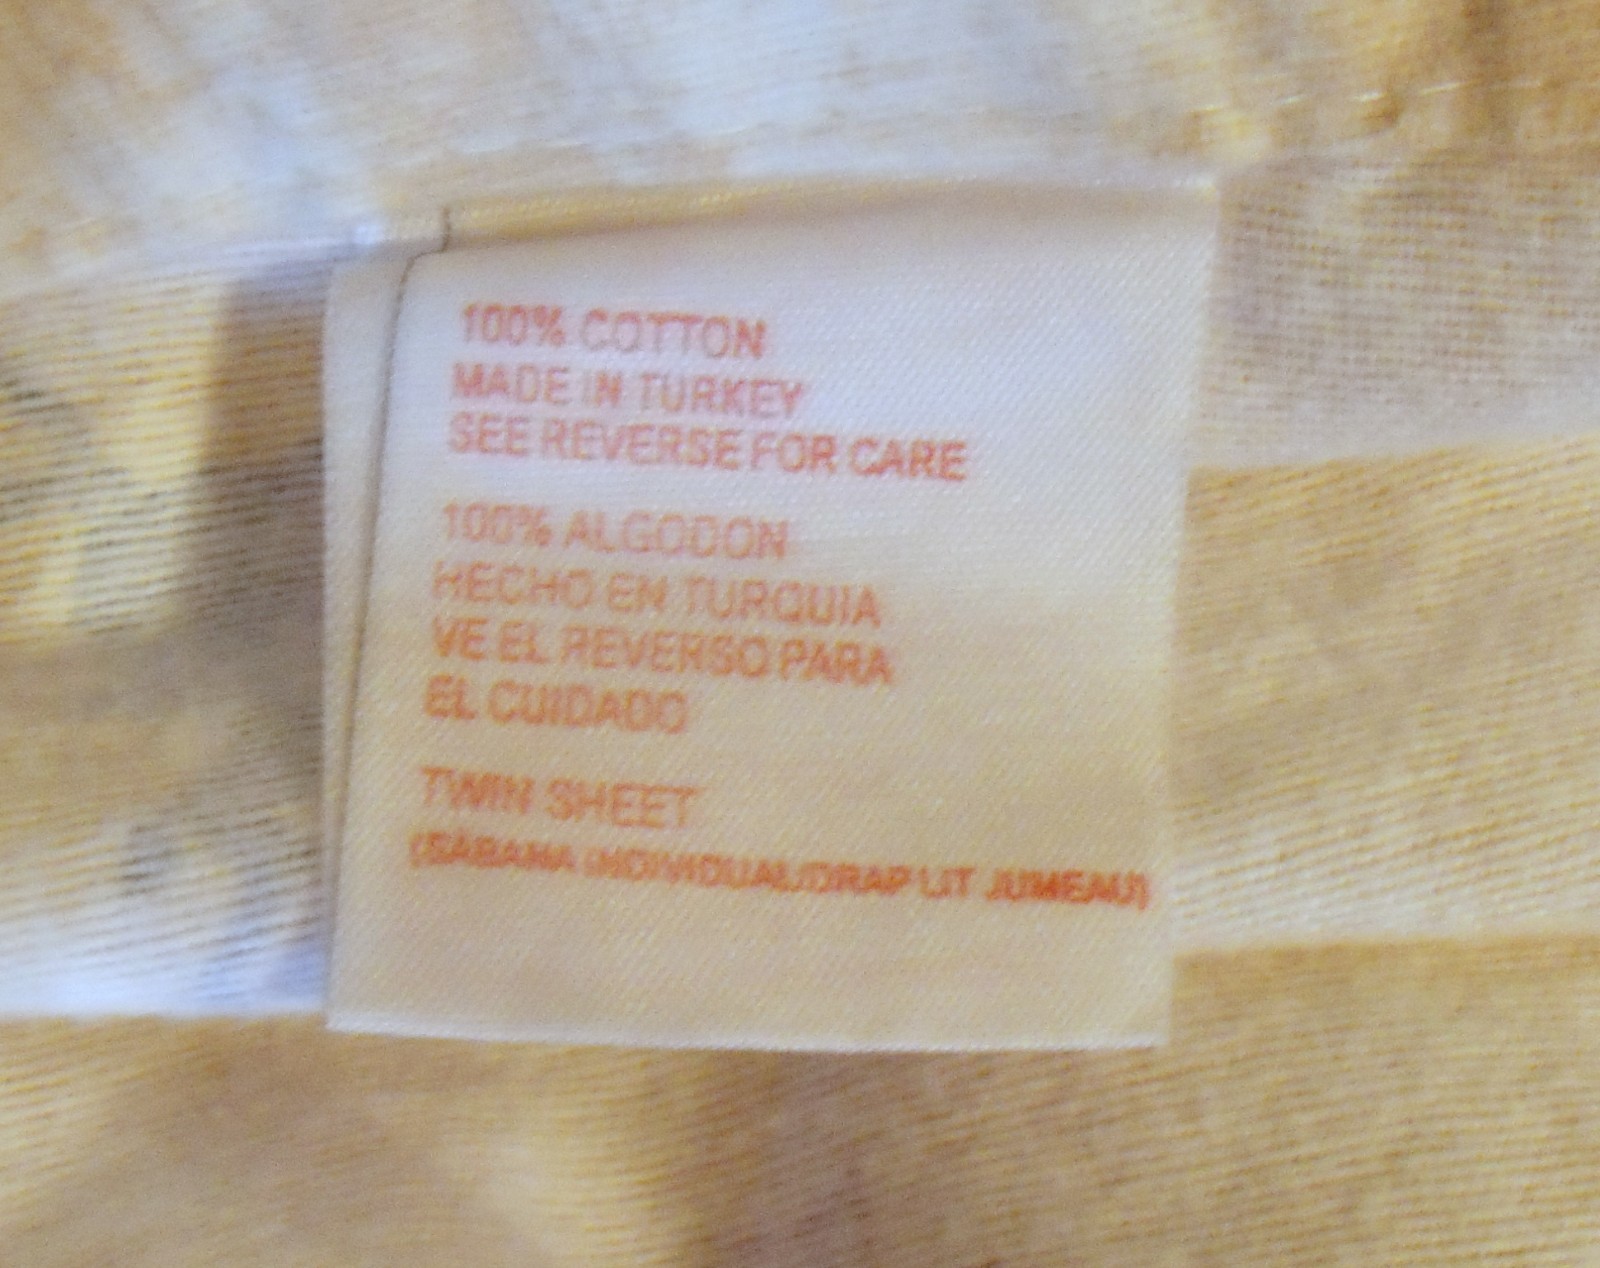 100% COTTON
MADE IN TURKEY
SEE REVERSE FOR CARE
100% ALGODON
HECHO EN TURQUIA
VE EL REVERSO PARA
EL CUIDADO
TWIN SHEET
(SÁBANA INDIVIDUAL/DRAP LIT JUMEAU)